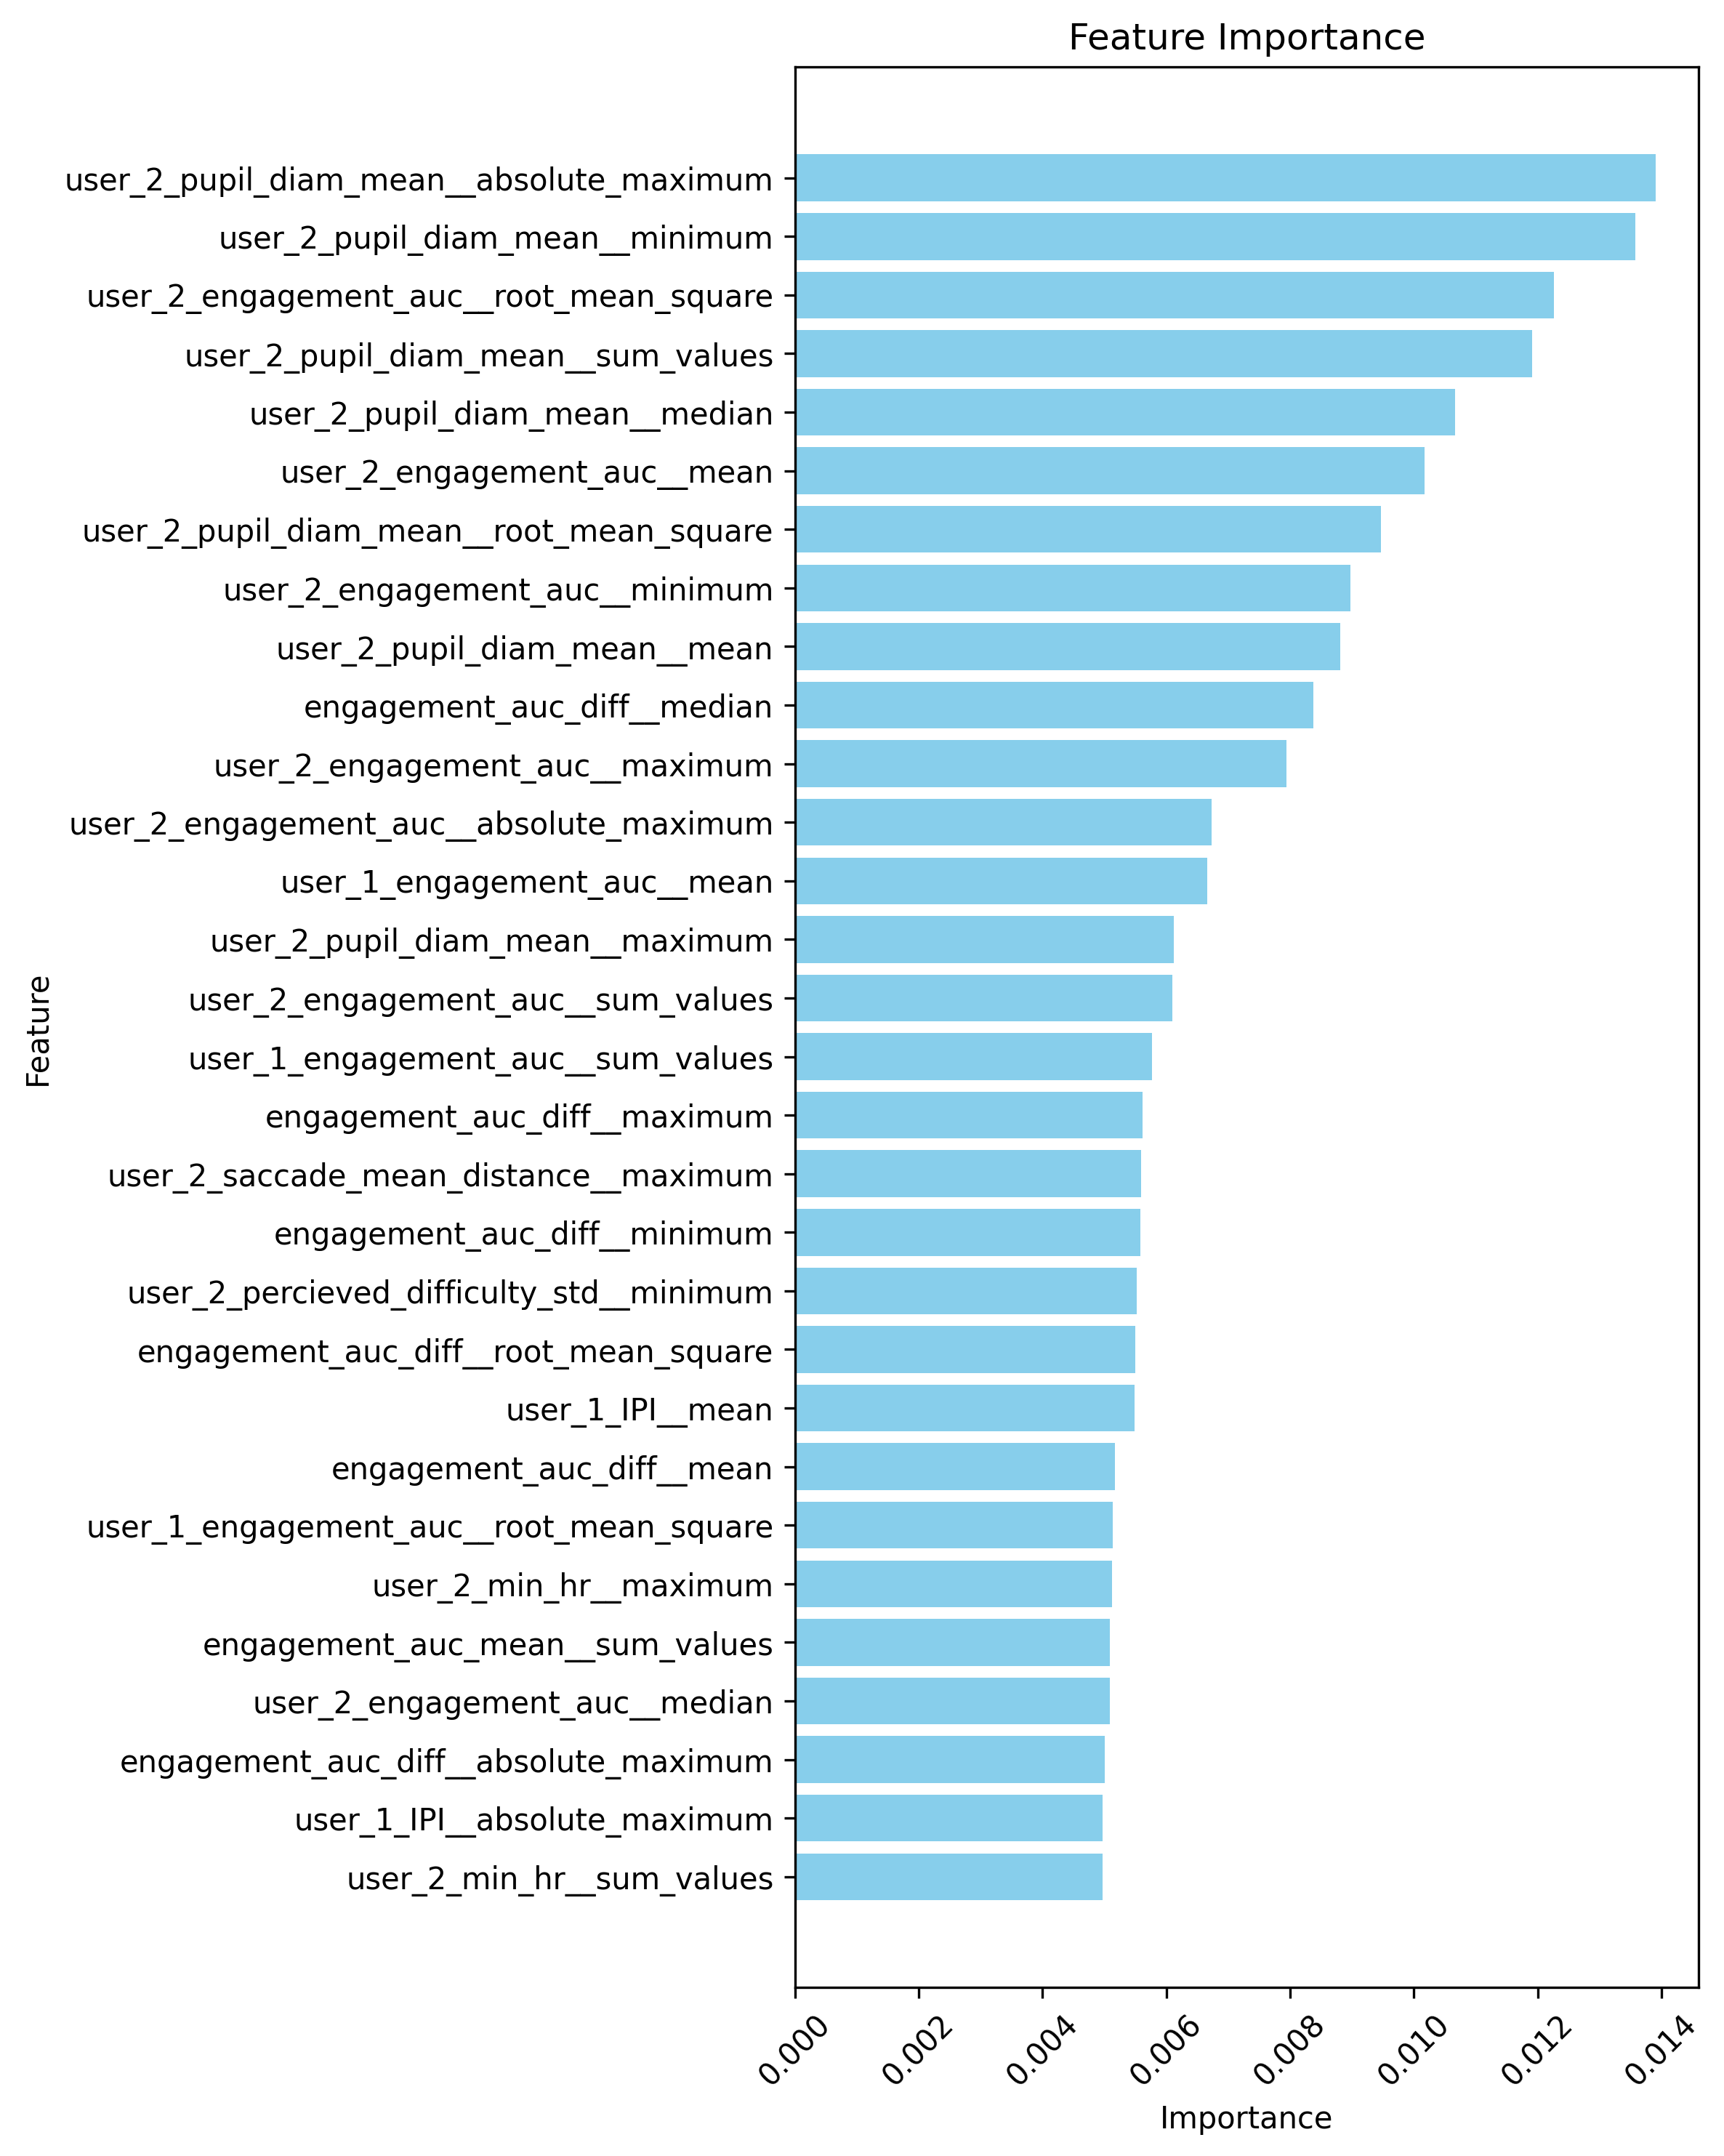 Feature Importance
user_2_pupil_diam_mean__absolute_maximum
user_2_pupil_diam_mean__minimum
user_2_engagement_auc__root_mean_square
user_2_pupil_diam_mean__sum_values
user_2_pupil_diam_mean__median
user_2_engagement_auc__mean
user_2_pupil_diam_mean__root_mean_square
user_2_engagement_auc__minimum
user_2_pupil_diam_mean__mean
engagement_auc_diff__median
user_2_engagement_auc__maximum
user_2_engagement_auc__absolute_maximum
user_1_engagement_auc__mean
user_2_pupil_diam_mean__maximum
user_2_engagement_auc__sum_values
user_1_engagement_auc__sum_values
engagement_auc_diff__maximum
user_2_saccade_mean_distance__maximum
engagement_auc_diff__minimum
user_2_percieved_difficulty_std__minimum
engagement_auc_diff__root_mean_square
user_1_IPI__mean
engagement_auc_diff__mean
user_1_engagement_auc__root_mean_square
user_2_min_hr__maximum
engagement_auc_mean__sum_values
user_2_engagement_auc__median
engagement_auc_diff__absolute_maximum
user_1_IPI__absolute_maximum
user_2_min_hr__sum_values
Feature
0.000
0.002
0.004
0.006
0.008
0.010
0.012
0.014
Importance